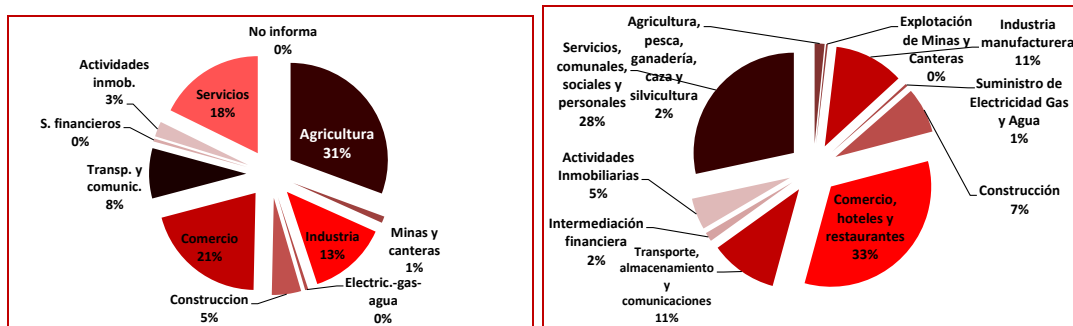 No informa
0%
Actividades
inmob.
3%
Servicios
18%
S. financieros
0%
Agricultura
31%
Transp. y
comunic.
8%
Comercio
21%
Industria
13%
Minas y
canteras
1%
Construccion
5%
Electric.-gas-
agua
0%
Agricultura,
pesca,
ganadería,
caza y
silvicultura
2%
Explotación
de Minas y
Canteras
0%
Industria
manufacturera
11%
Servicios,
comunales,
sociales y
personales
28%
Suministro de
Electricidad Gas
y Agua
1%
Actividades
Inmobiliarias
5%
Construcción
7%
Comercio,
hoteles y
restaurantes
33%
Intermediación
financiera
2%
Transporte,
almacenamiento
y
comunicaciones
11%